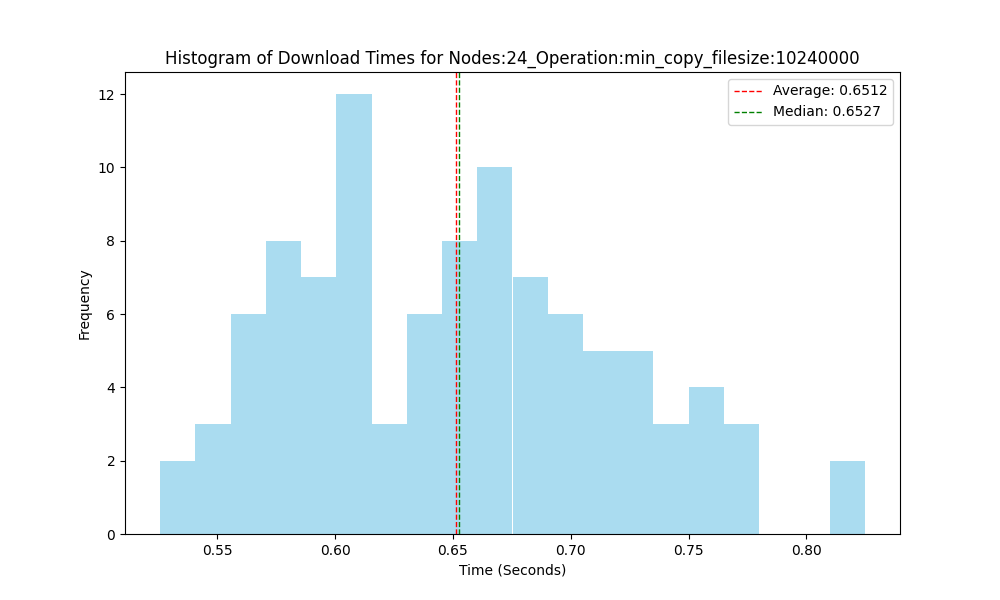 Histogram of Download Times for Nodes:24_Operation:min_copy_filesize:10240000
Average: 0.6512
Median: 0.6527
12
10
8
6
4
2
0
Frequency
0.55 0.60 0.65 0.70 0.75 0.80
Time (Seconds)